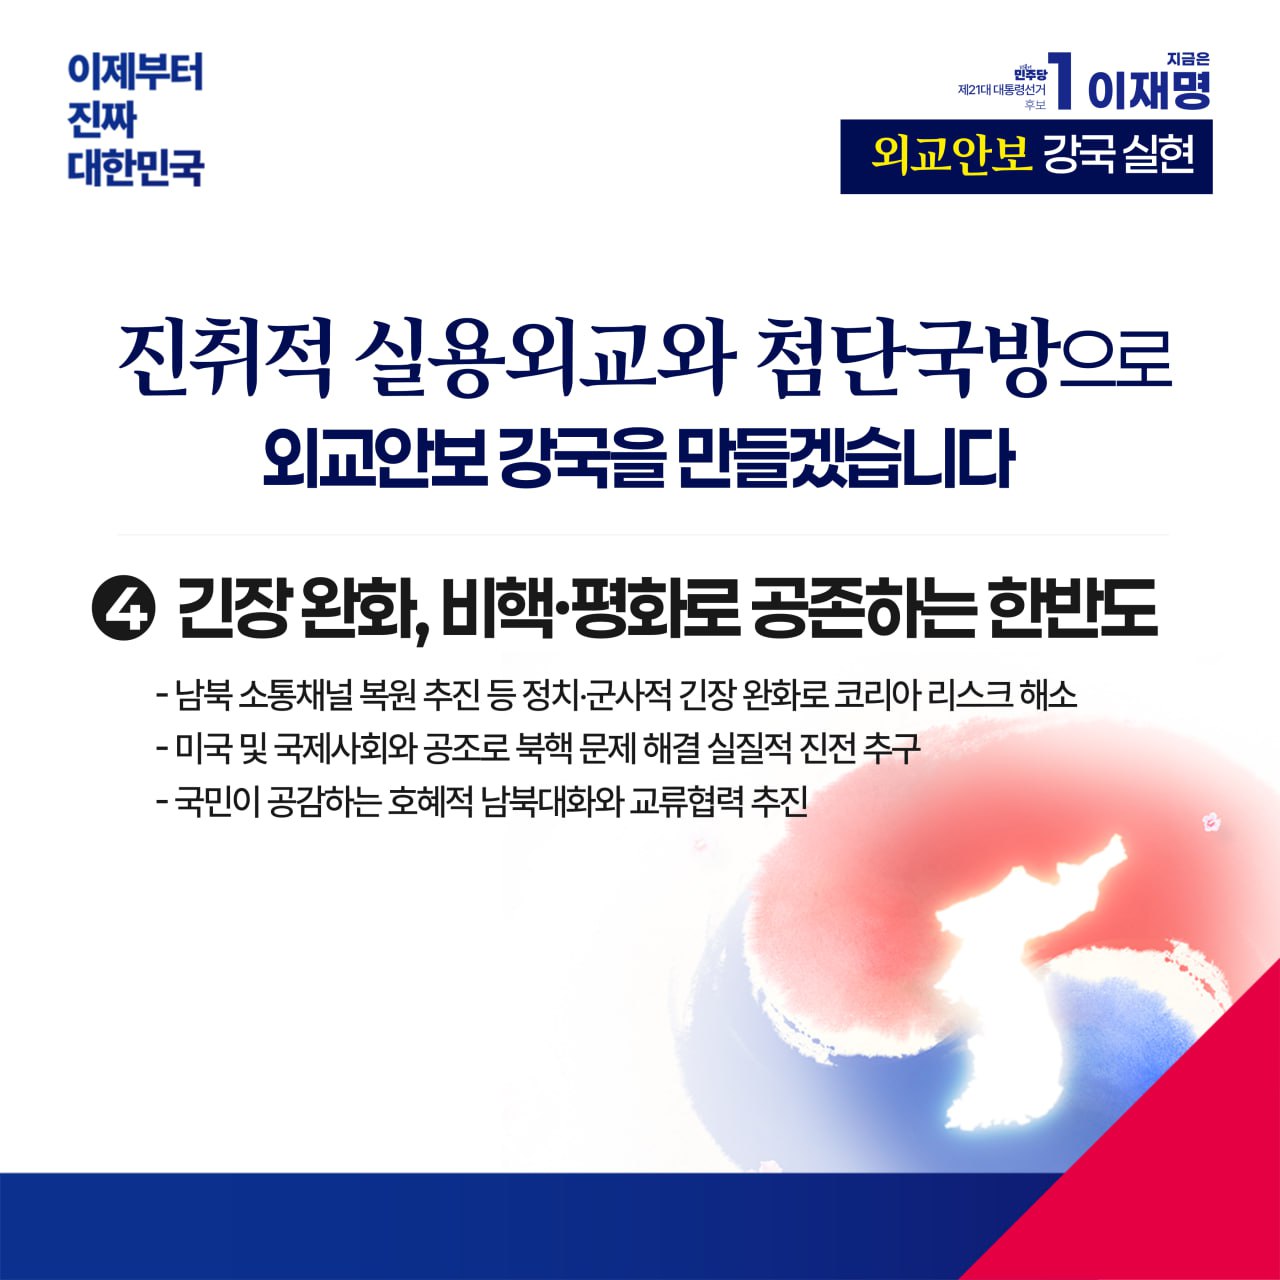 이제부터
진짜
대한민국
지금은
민주당
제21대 대통령선거
후보
1 이재명
외교안보 강국 실현
진취적 실용외교와 첨단국방으로
외교안보 강국을 만들겠습니다
4 긴장 완화, 비핵·평화로 공존하는 한반도
- 남북 소통채널 복원 추진 등 정치·군사적 긴장 완화로 코리아 리스크 해소
- 미국 및 국제사회와 공조로 북핵 문제 해결 실질적 진전 추구
- 국민이 공감하는 호혜적 남북대화와 교류협력 추진